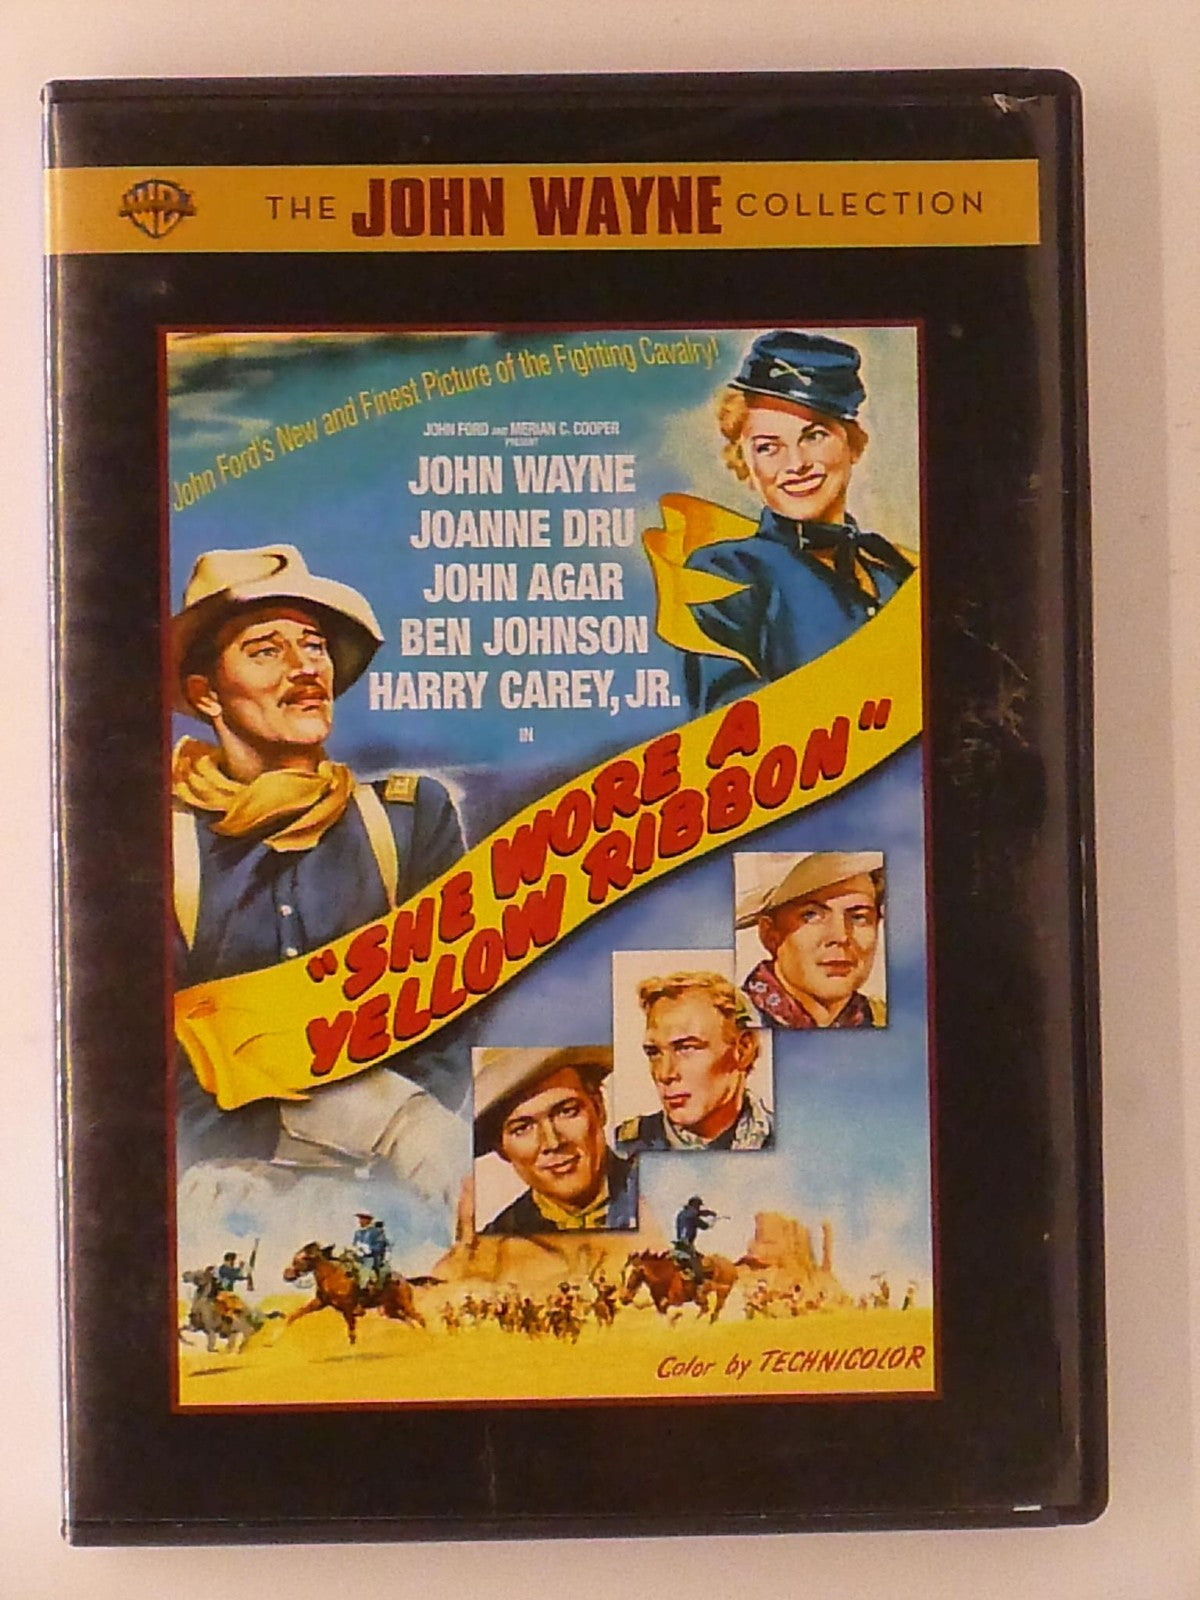 THE JOHN WAYNE COLLECTION
John Ford's New and Finest Picture of the Fighting Cavalry!
JOHN FORD AND MERIAN C. COOPER
PRESENT
JOHN WAYNE
JOANNE DRU
JOHN AGAR
BEN JOHNSON
HARRY CAREY, JR.
IN
"SHE WORE A
YELLOW RIBBON"
Color by TECHNICOLOR